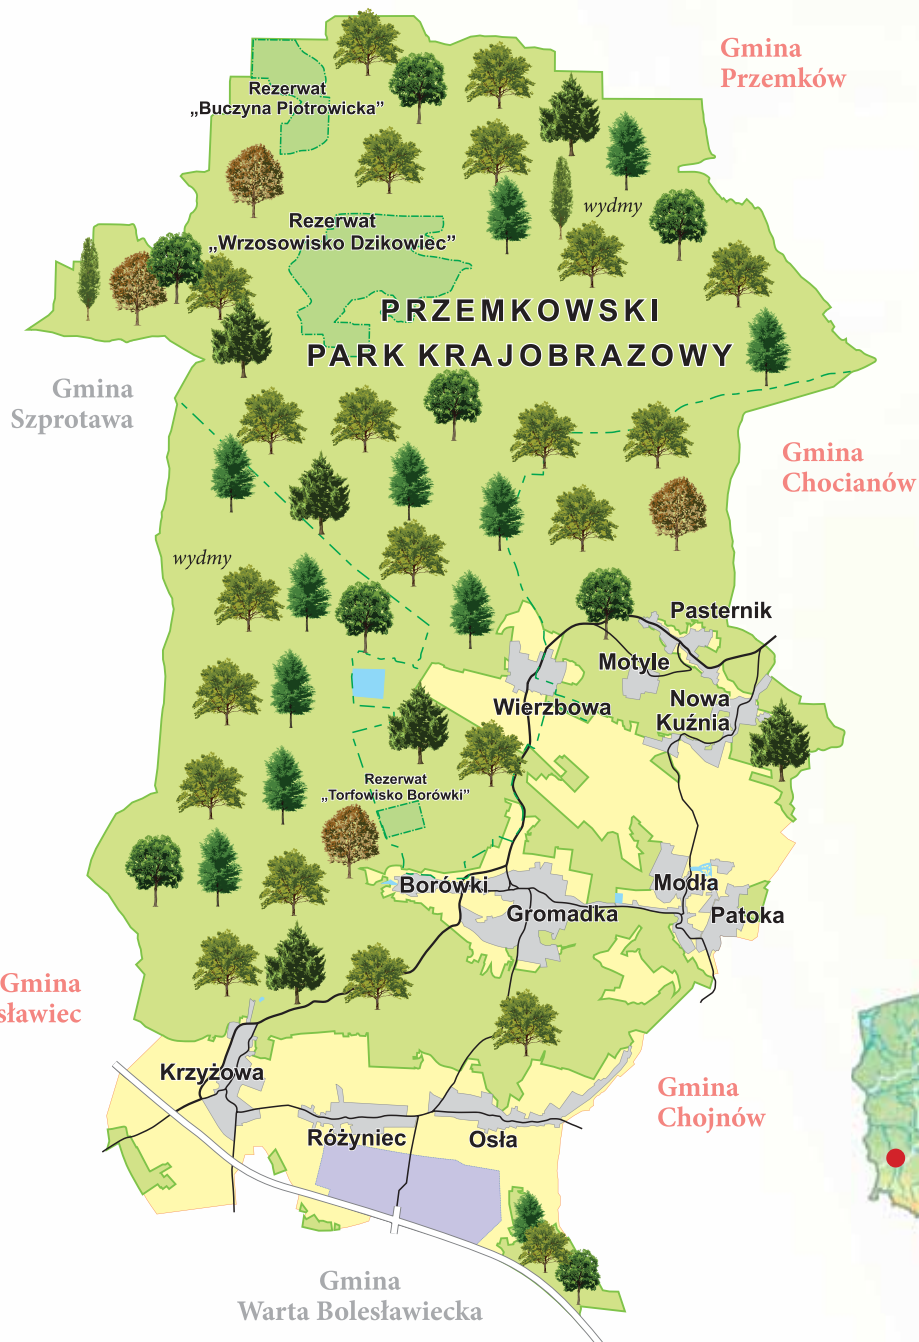 Gmina
Przemków
Rezerwat
„Buczyna Piotrowicka”
wydmy
Rezerwat
„Wrzosowisko Dzikowiec”
PRZEMKOWSKI
PARK KRAJOBRAZOWY
Gmina
Szprotawa
Gmina
Chocianów
wydmy
Pasternik
Motyle
Nowa
Kuźnia
Wierzbowa
Rezerwat
„Torfowisko Borówki”
Borówki
Modła
Gromadka
Patoka
Gmina
sławiec
Krzyżowa
Gmina
Chojnów
Różyniec
Osła
Gmina
Warta Bolesławiecka